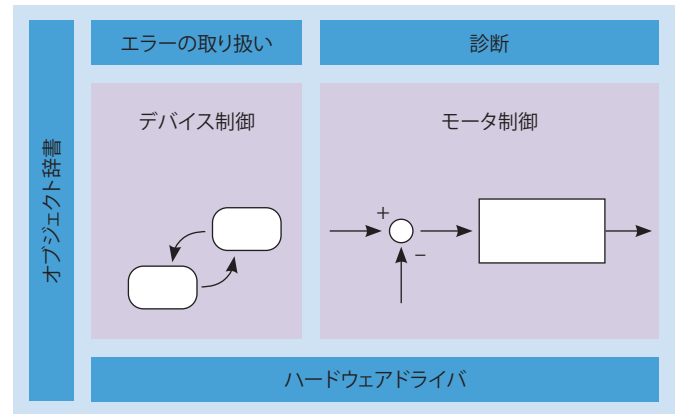 エラーの取り扱い
診断
オブジェクト辞書
デバイス制御
モータ制御
+
−
ハードウェアドライバ